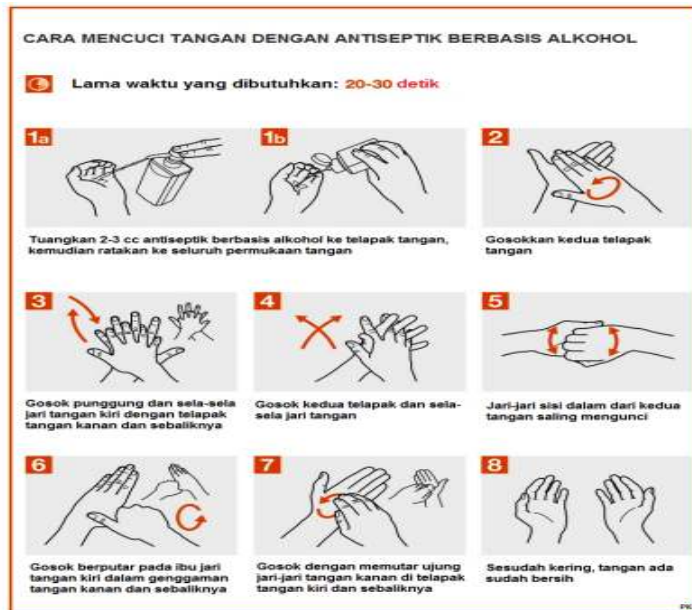 CARA MENCUCI TANGAN DENGAN ANTISEPTIK BERBASIS ALKOHOL
Lama waktu yang dibutuhkan: 20-30 detik
1a
1b
Tuangkan 2-3 cc antiseptik berbasis alkohol ke telapak tangan,
kemudian ratakan ke seluruh permukaan tangan
2
Gosokkan kedua telapak
tangan
3
Gosok punggung dan sela-sela
jari tangan kiri dengan telapak
tangan kanan dan sebaliknya
4
Gosok kedua telapak dan sela-
sela jari tangan
5
Jari-jari sisi dalam dari kedua
tangan saling mengunci
6
Gosok berputar pada ibu jari
tangan kiri dalam genggaman
tangan kanan dan sebaliknya
7
Gosok dengan memutar ujung
jari-jari tangan kanan di telapak
tangan kiri dan sebaliknya
8
Sesudah kering, tangan ada
sudah bersih